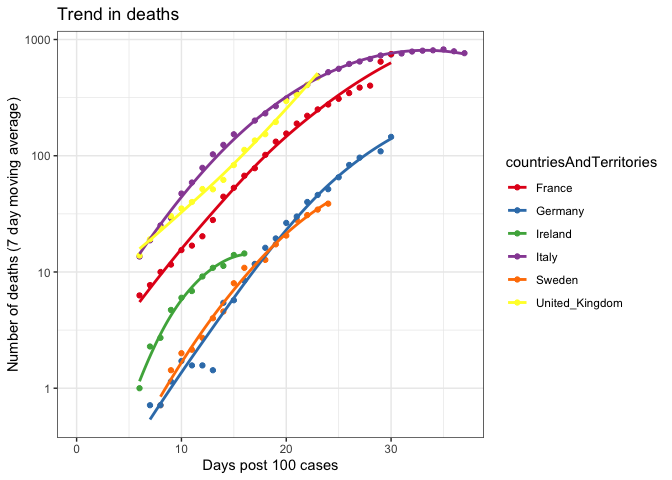 Trend in deaths
Number of deaths (7 day moving average)
1000
100
10
1
0
10
20
30
Days post 100 cases
countriesAndTerritories
France
Germany
Ireland
Italy
Sweden
United_Kingdom